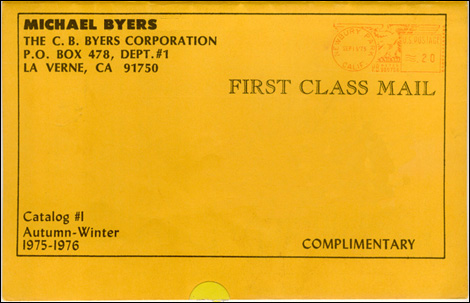 MICHAEL BYERS
THE C. B. BYERS CORPORATION
P.O. BOX 478, DEPT.#1
LA VERNE, CA 91750
CALIF.
FIRST CLASS MAIL
Catalog #1
Autumn-Winter
1975-1976
COMPLIMENTARY